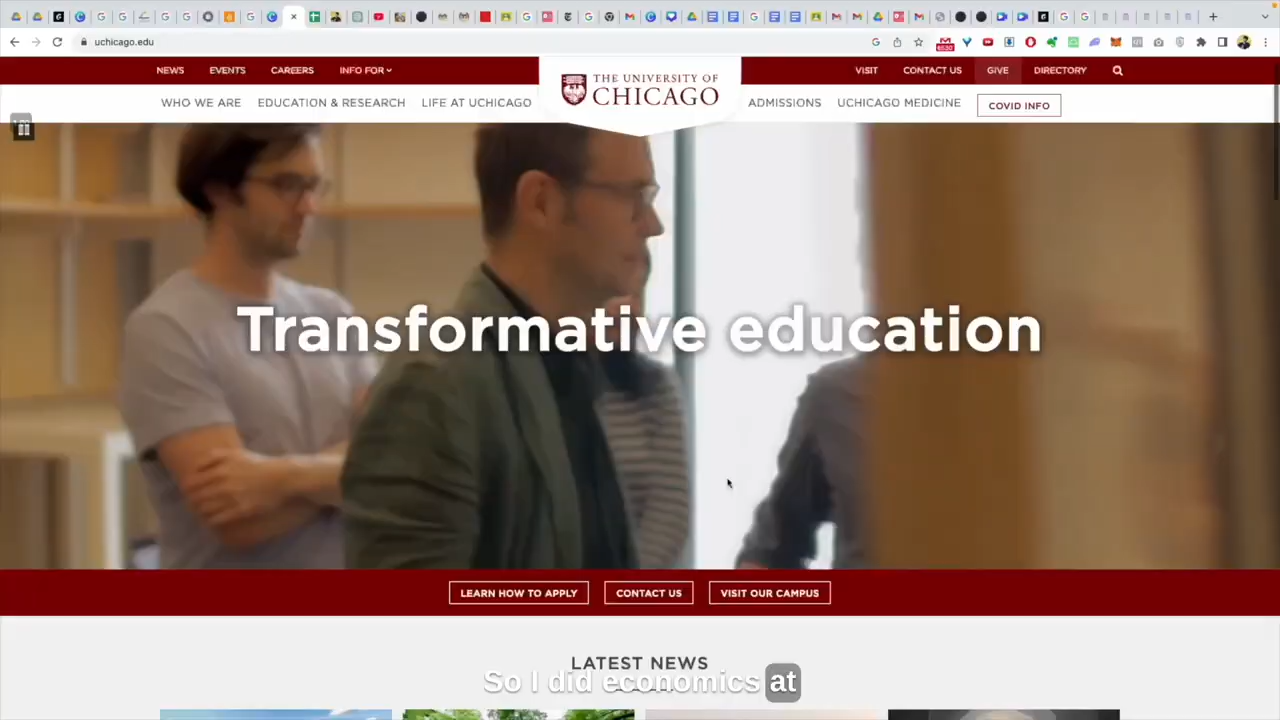 uchicago.edu
6530
NEWS EVENTS CAREERS INFO FOR VISIT CONTACT US GIVE DIRECTORY
THE UNIVERSITY OF
CHICAGO
WHO WE ARE EDUCATION & RESEARCH LIFE AT UCHICAGO ADMISSIONS UCHICAGO MEDICINE COVID INFO
Transformative education
LEARN HOW TO APPLY CONTACT US VISIT OUR CAMPUS
LATEST NEWS
So I did economics at